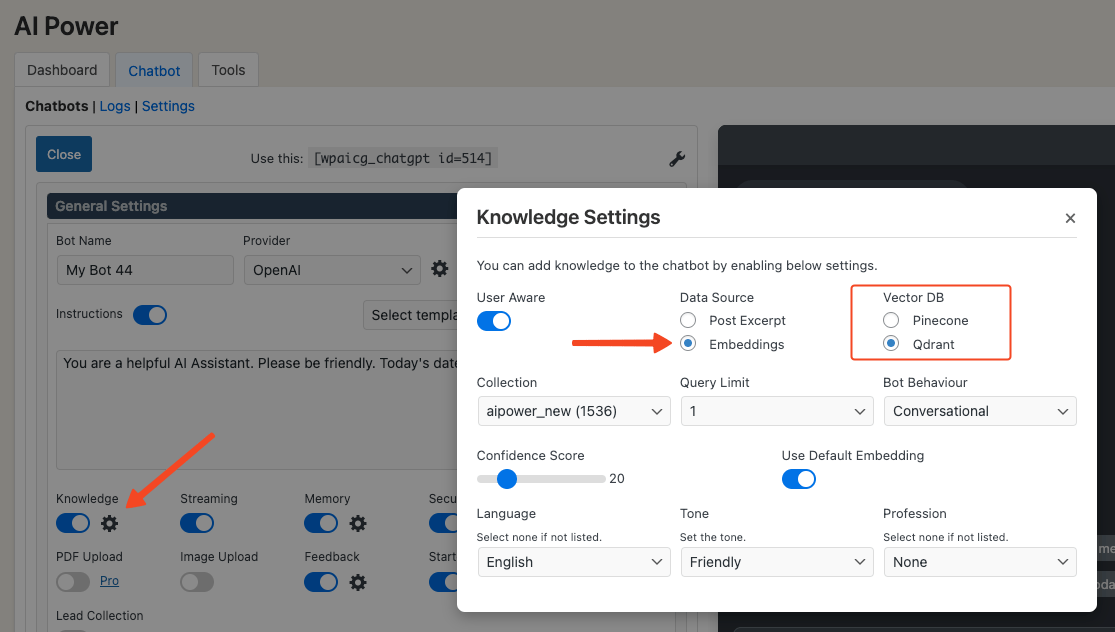 AI Power
Dashboard Chatbot Tools
Chatbots | Logs | Settings
Close
Use this: [wpaicg_chatgpt id=514]
General Settings
Bot Name Provider
My Bot 44 OpenAI
Instructions
Select templa
You are a helpful AI Assistant. Please be friendly. Today's date
Knowledge Streaming Memory Secu
PDF Upload Image Upload Feedback Start
Pro
Lead Collection
Knowledge Settings
×
You can add knowledge to the chatbot by enabling below settings.
User Aware Data Source Vector DB
Post Excerpt Pinecone
Embeddings Qdrant
Collection Query Limit Bot Behaviour
aipower_new (1536) 1 Conversational
Confidence Score Use Default Embedding
20
Language Tone Profession
Select none if not listed. Set the tone. Select none if not listed.
English Friendly None
me
oda